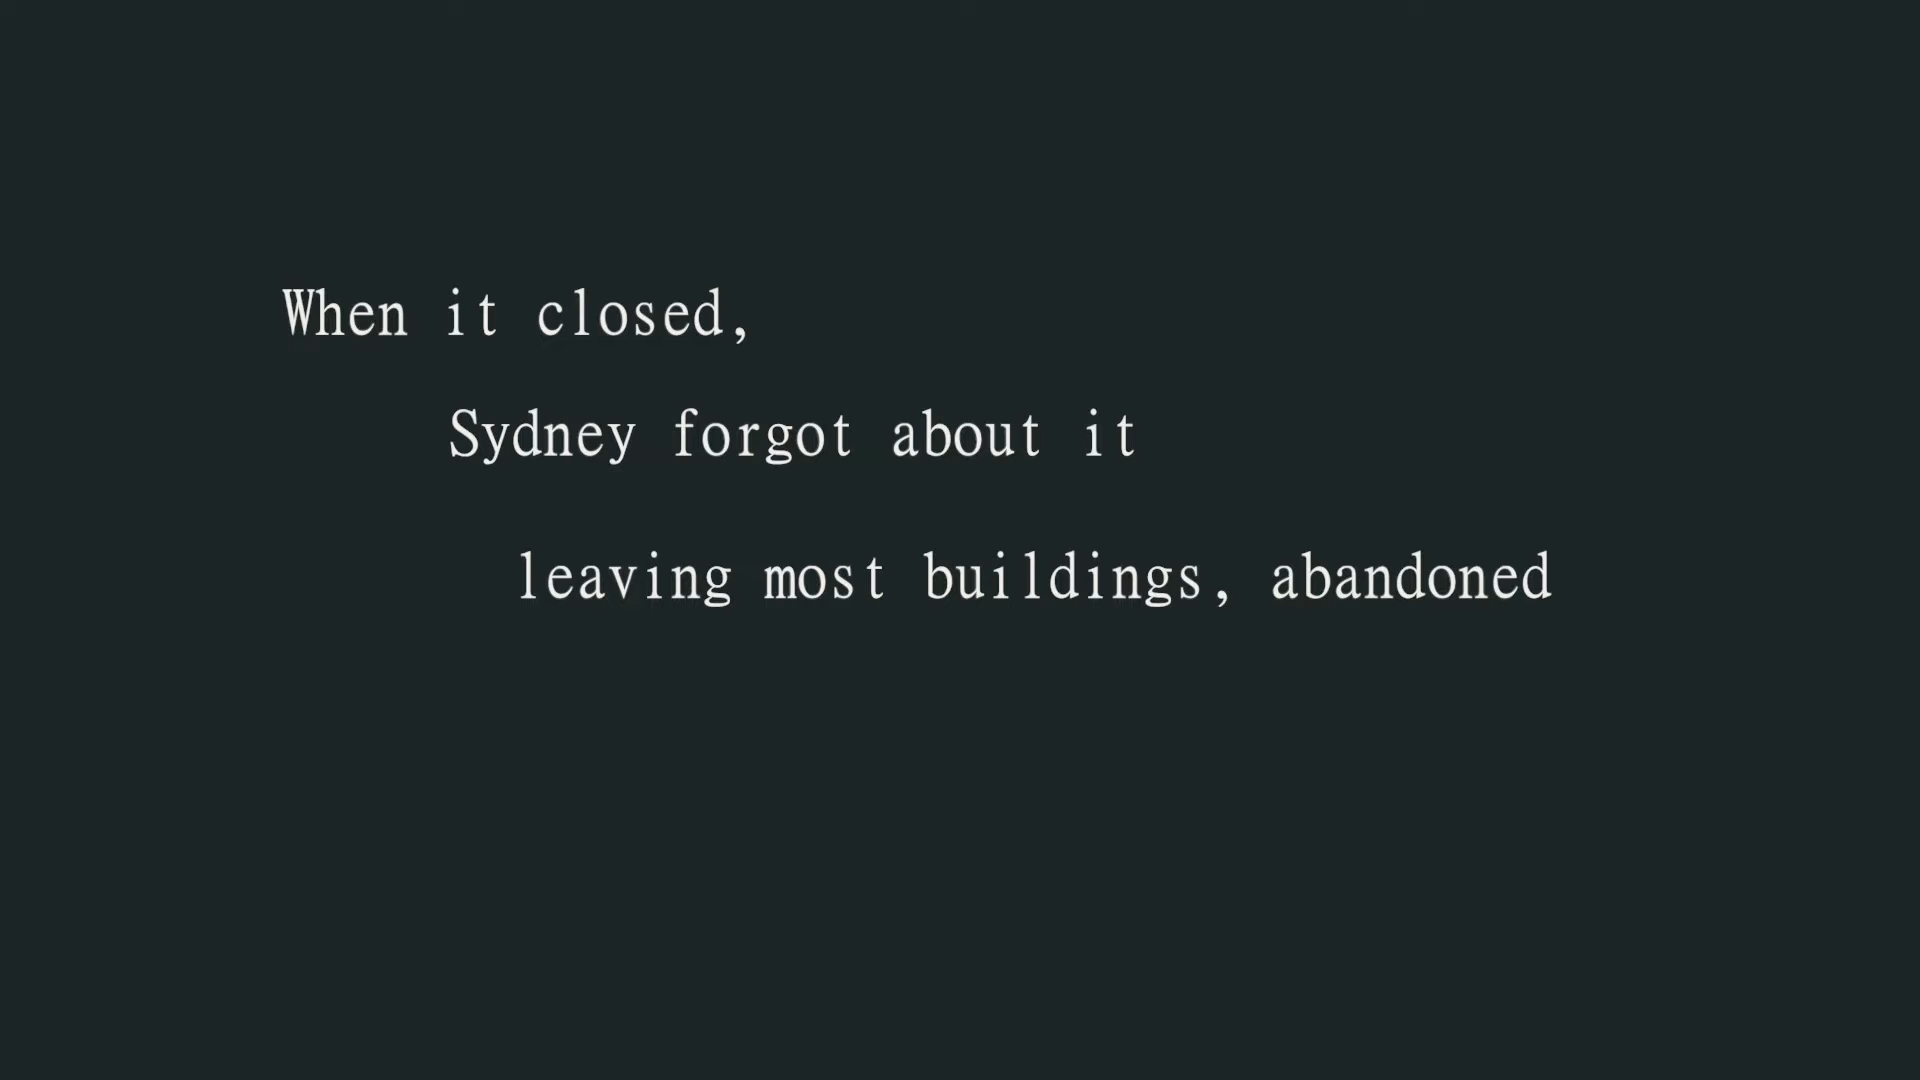 When it closed,
Sydney forgot about it
leaving most buildings, abandoned